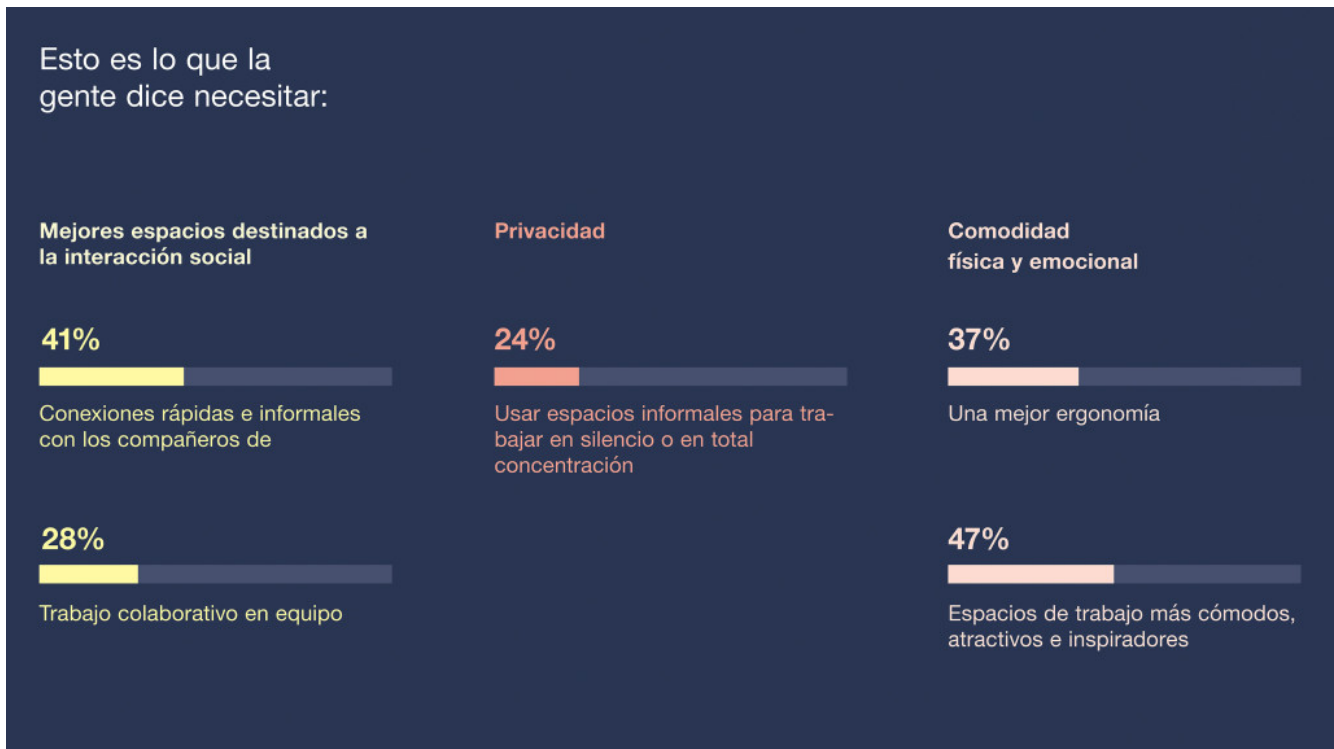 Esto es lo que la
gente dice necesitar:
Mejores espacios destinados a
la interacción social
41%
Conexiones rápidas e informales
con los compañeros de
28%
Trabajo colaborativo en equipo
Privacidad
24%
Usar espacios informales para tra-
bajar en silencio o en total
concentración
Comodidad
física y emocional
37%
Una mejor ergonomía
47%
Espacios de trabajo más cómodos,
atractivos e inspiradores